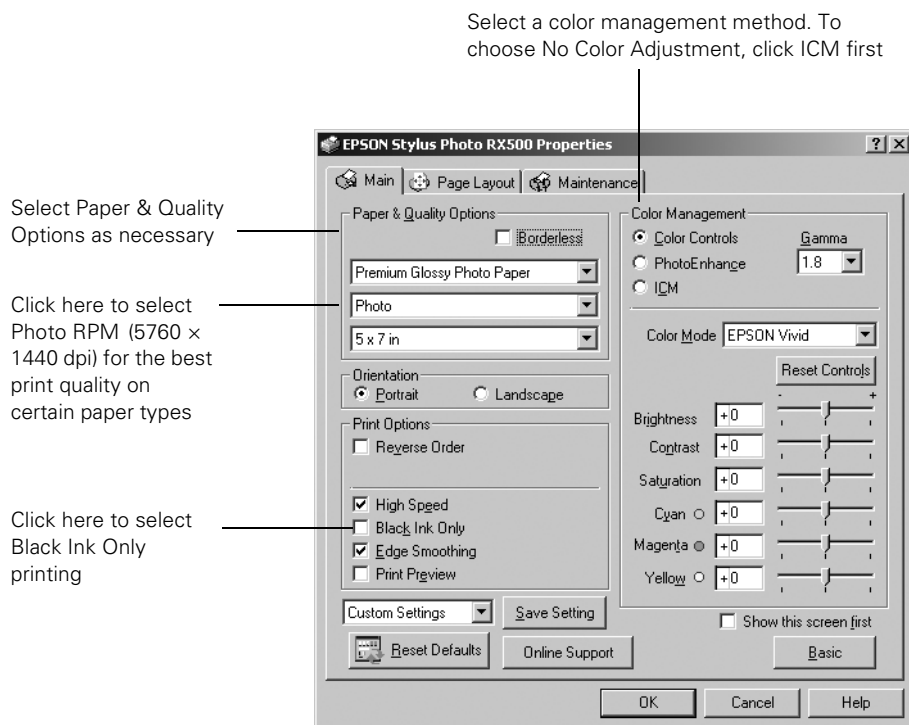 Select a color management method. To
choose No Color Adjustment, click ICM first
EPSON Stylus Photo RX500 Properties
Main
Page Layout
Maintenance
Select Paper & Quality
Options as necessary
Click here to select
Photo RPM (5760 ×
1440 dpi) for the best
print quality on
certain paper types
Click here to select
Black Ink Only
printing
Paper & Quality Options
Borderless
Premium Glossy Photo Paper
Photo
5 x 7 in
Orientation
Portrait
Landscape
Print Options
Reverse Order
High Speed
Black Ink Only
Edge Smoothing
Print Preview
Custom Settings
Save Setting
Reset Defaults
Online Support
Color Management
Color Controls
PhotoEnhance
ICM
Gamma
1.8
Color Mode EPSON Vivid
Reset Controls
- +
Brightness +0
Contrast +0
Saturation +0
Cyan +0
Magenta +0
Yellow +0
Show this screen first
Basic
OK
Cancel
Help